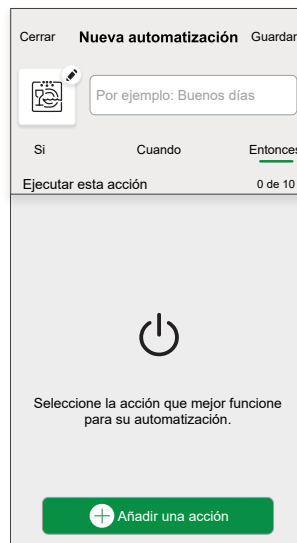 Cerrar Nueva automatización Guardar
Por ejemplo: Buenos días
Si Cuando Entonces
Ejecutar esta acción 0 de 10
Seleccione la acción que mejor funcione
para su automatización.
Añadir una acción